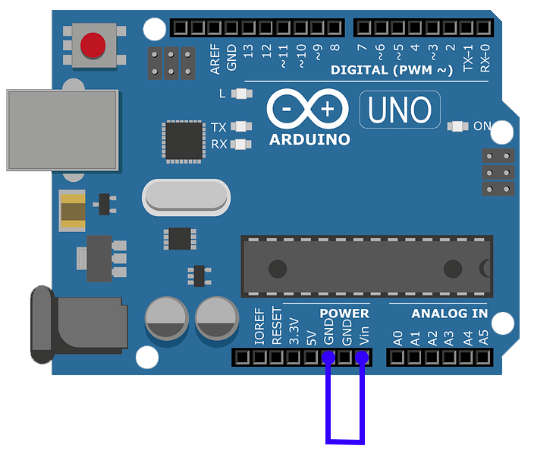 AREF
GND
13
12
~11
~10
~9
8
7
~6
~5
4
~3
2
TX-1
RX-0
DIGITAL (PWM ~)
L
TX
RX
- +
ARDUINO
UNO
ON
POWER
ANALOG IN
IOREF
RESET
3.3V
5V
GND
GND
Vin
A0
A1
A2
A3
A4
A5